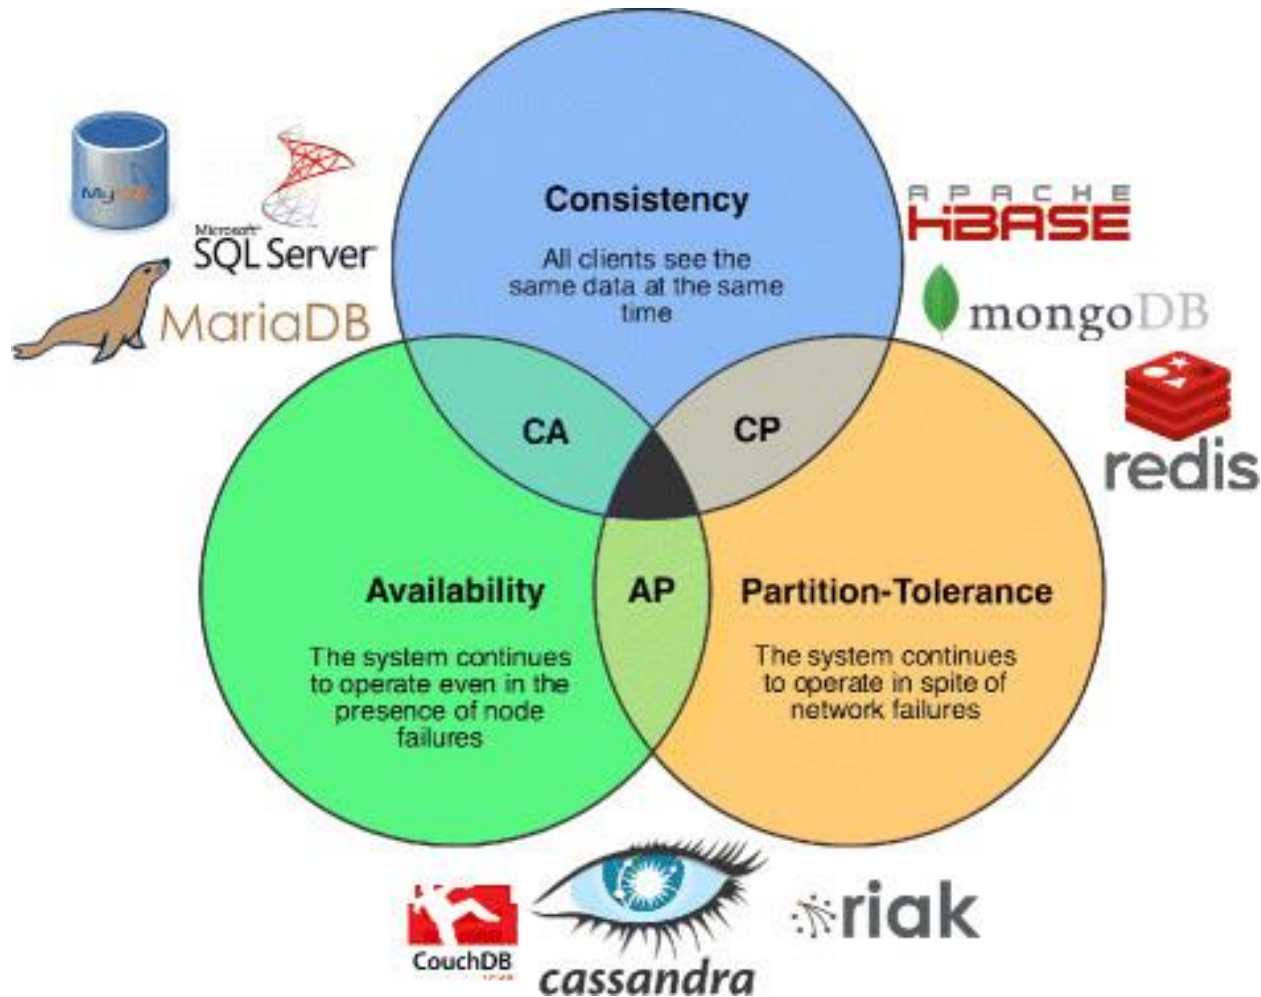 Consistency
All clients see the
same data at the same
time
MySQL
Microsoft
SQL Server
MariaDB
APACHE
HBASE
mongoDB
redis
CA
CP
AP
Availability
The system continues
to operate even in the
presence of node
failures
Partition-Tolerance
The system continues
to operate in spite of
network failures
CouchDB
cassandra
riak